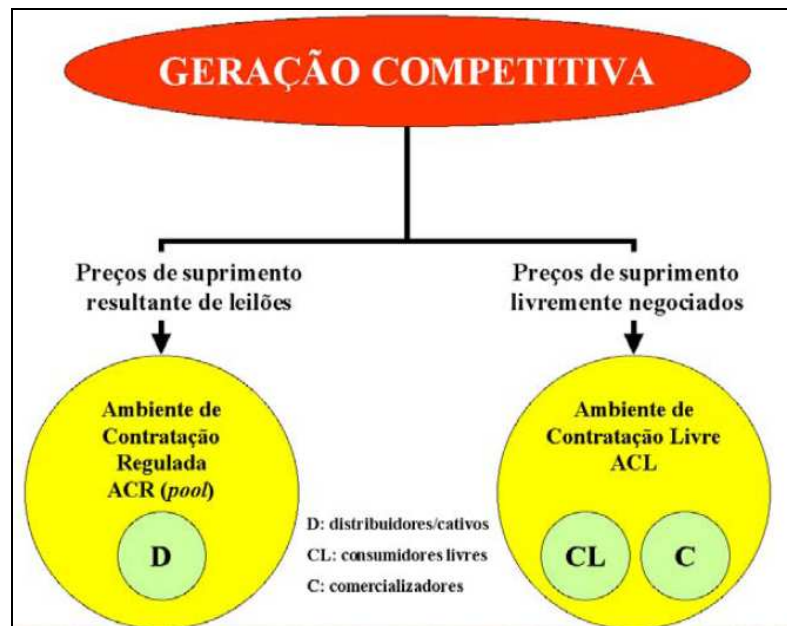 GERAÇÃO COMPETITIVA
Preços de suprimento
resultante de leilões
Preços de suprimento
livremente negociados
Ambiente de
Contratação
Regulada
ACR (pool)
D
D: distribuidores/cativos
CL: consumidores livres
C: comercializadores
Ambiente de
Contratação Livre
ACL
CL
C